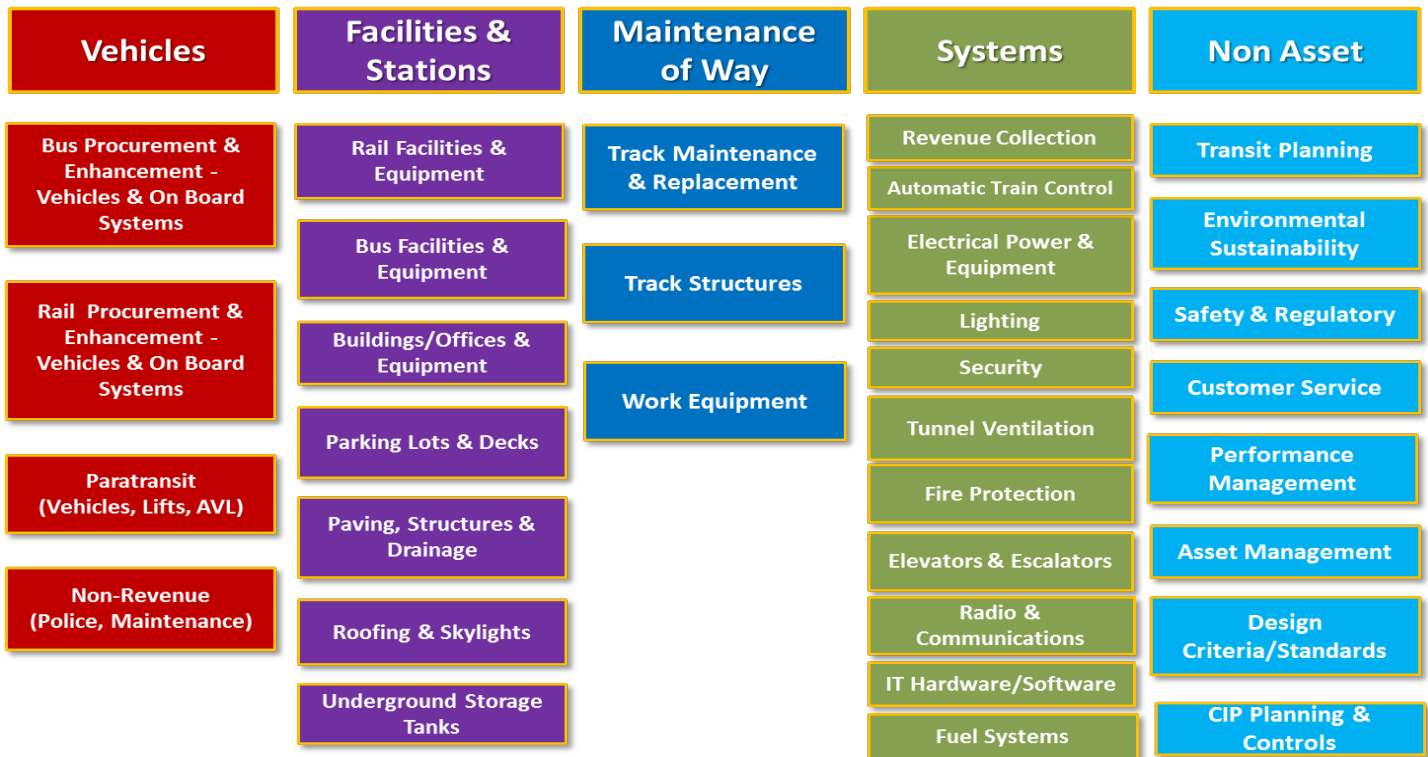 Vehicles
Facilities &
Stations
Maintenance
of Way
Systems
Non Asset
Bus Procurement &
Enhancement -
Vehicles & On Board
Systems
Rail Procurement &
Enhancement -
Vehicles & On Board
Systems
Paratransit
(Vehicles, Lifts, AVL)
Non-Revenue
(Police, Maintenance)
Rail Facilities &
Equipment
Bus Facilities &
Equipment
Buildings/Offices &
Equipment
Parking Lots & Decks
Paving, Structures &
Drainage
Roofing & Skylights
Underground Storage
Tanks
Track Maintenance
& Replacement
Track Structures
Work Equipment
Revenue Collection
Automatic Train Control
Electrical Power &
Equipment
Lighting
Security
Tunnel Ventilation
Fire Protection
Elevators & Escalators
Radio &
Communications
IT Hardware/Software
Fuel Systems
Transit Planning
Environmental
Sustainability
Safety & Regulatory
Customer Service
Performance
Management
Asset Management
Design
Criteria/Standards
CIP Planning &
Controls